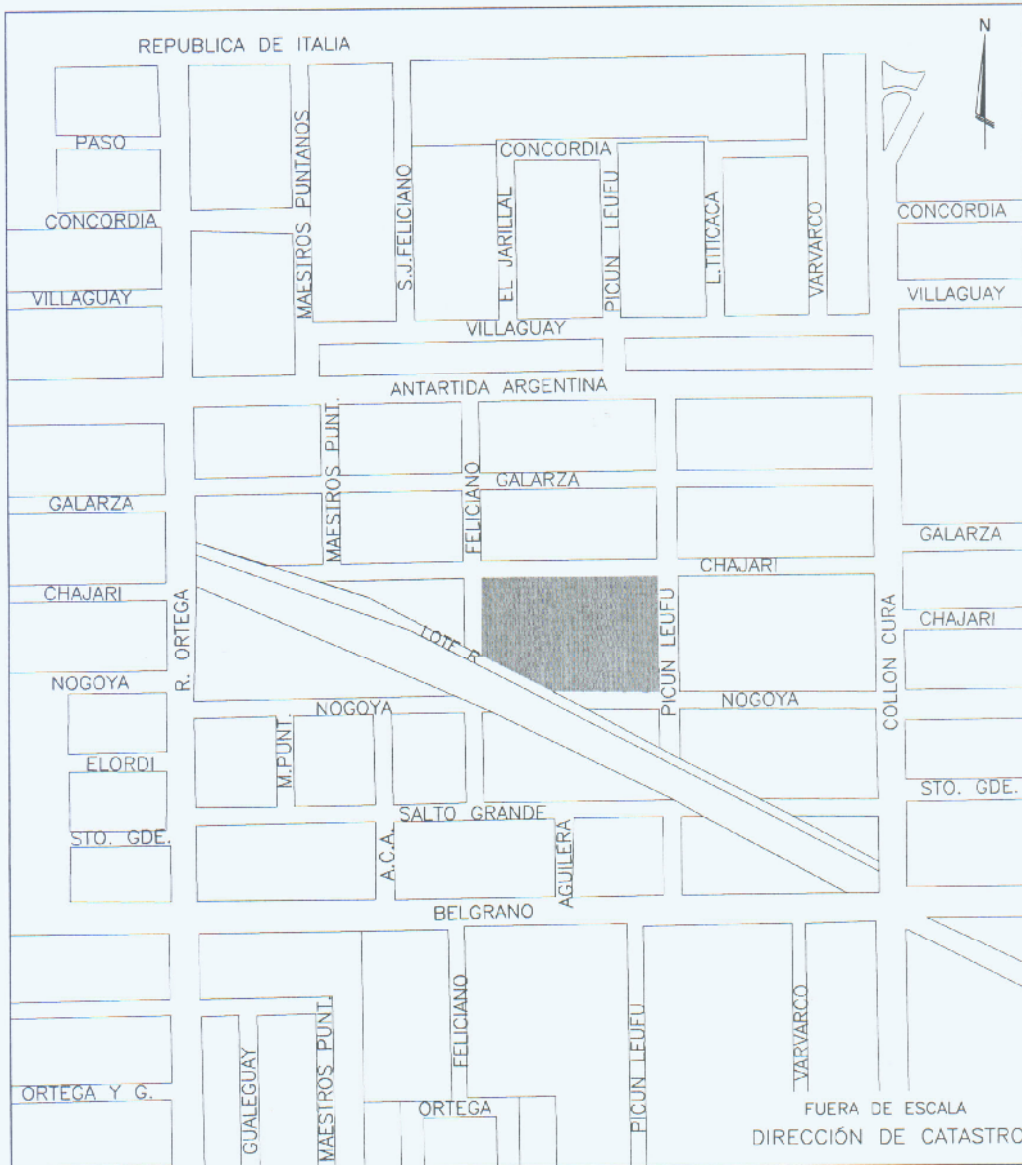 N
REPUBLICA DE ITALIA
PASO
MAESTROS PUNTANOS
CONCORDIA
S.J.FELICIANO
EL JARILLAL
PICUN LEUFU
L.TITICACA
VARVARCO
CONCORDIA
CONCORDIA
VILLAGUAY
VILLAGUAY
VILLAGUAY
ANTARTIDA ARGENTINA
MAESTROS PUNT.
FELICIANO
GALARZA
GALARZA
GALARZA
CHAJARI
CHAJARI
CHAJARI
R. ORTEGA
LOTE R
PICUN LEUFU
COLLON CURA
NOGOYA
NOGOYA
NOGOYA
M.PUNT.
ELORDI
STO. GDE.
SALTO GRANDE
STO. GDE.
A.C.A.
AGUILERA
BELGRANO
FELICIANO
PICUN LEUFU
VARVARCO
GUALEGUAY
MAESTROS PUNT.
ORTEGA Y G.
ORTEGA
FUERA DE ESCALA
DIRECCIÓN DE CATASTRO